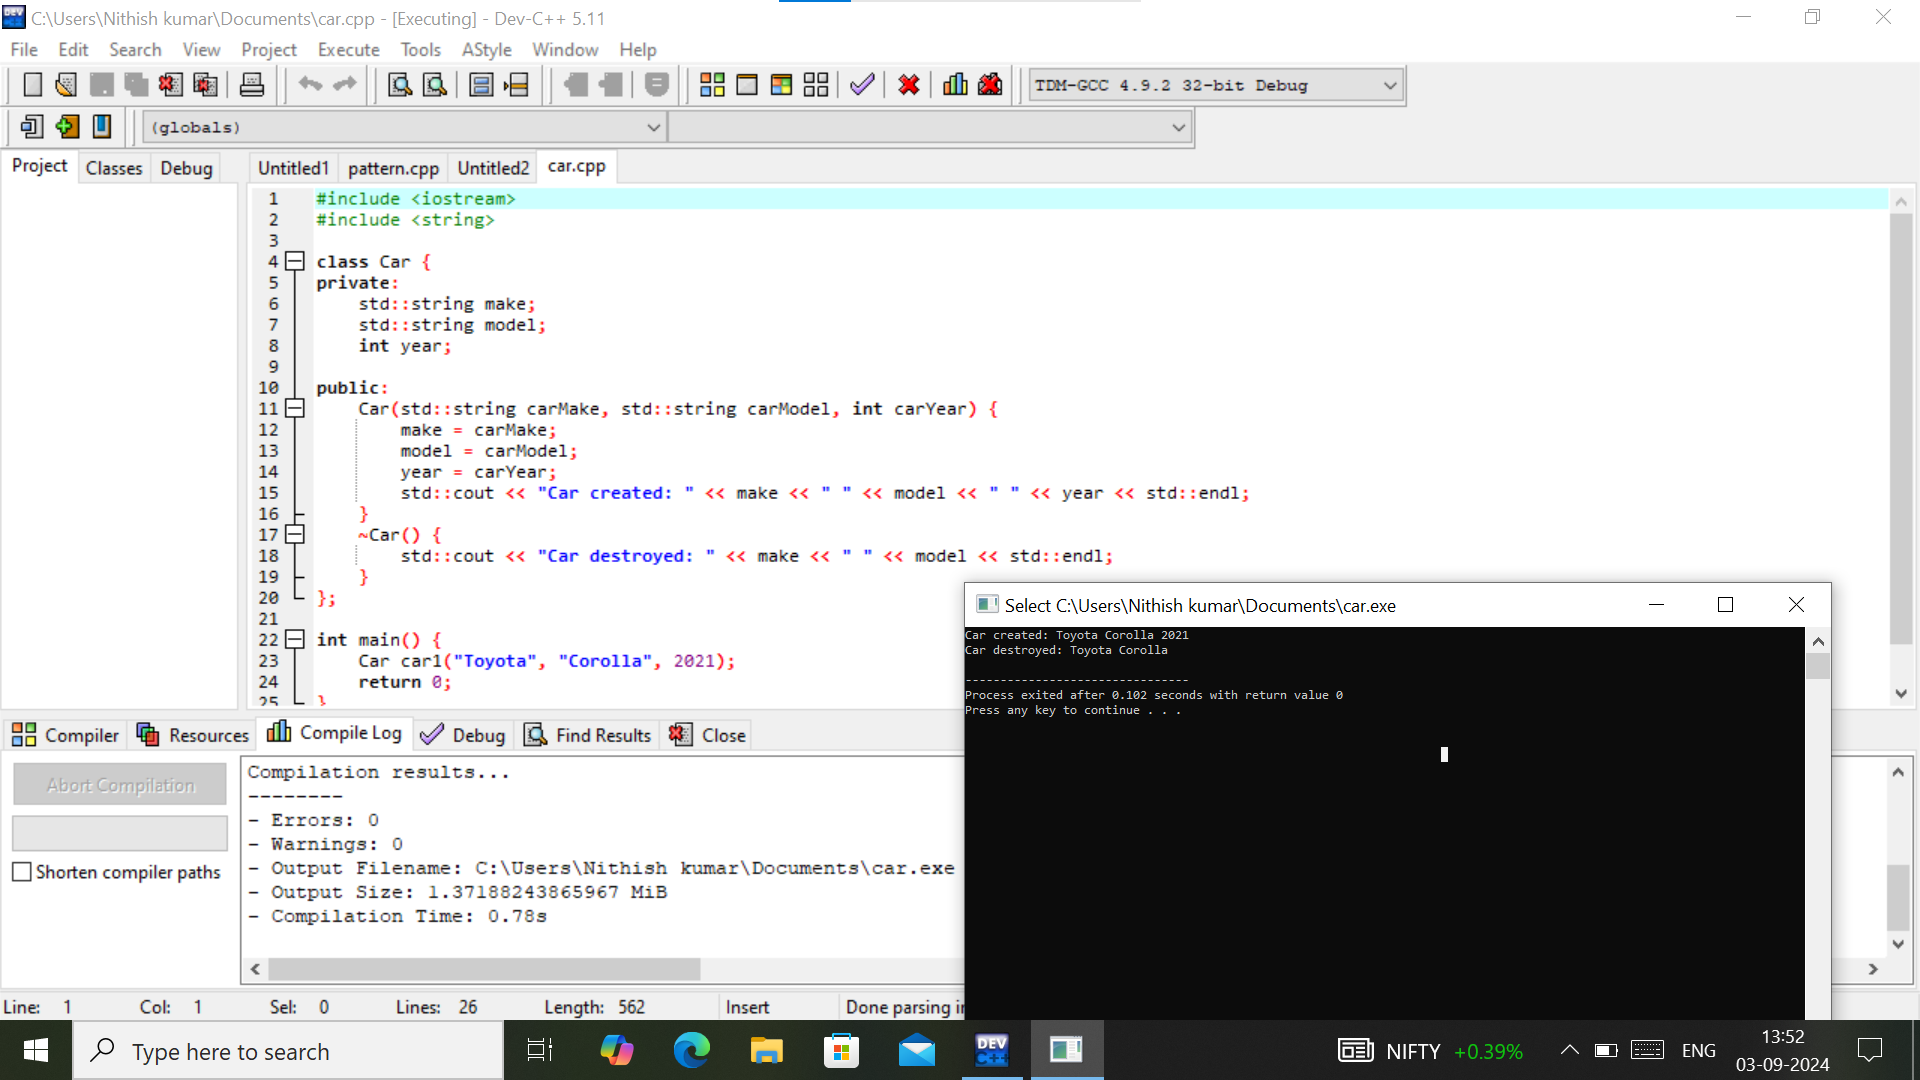 C:\Users\Nithish kumar\Documents\car.cpp - [Executing] - Dev-C++ 5.11
File Edit Search View Project Execute Tools AStyle Window Help
TDM-GCC 4.9.2 32-bit Debug
(globals)
Project Classes Debug Untitled1 pattern.cpp Untitled2 car.cpp
1 #include <iostream>
2 #include <string>
3
4 class Car {
5 private:
6     std::string make;
7     std::string model;
8     int year;
9
10 public:
11     Car(std::string carMake, std::string carModel, int carYear) {
12         make = carMake;
13         model = carModel;
14         year = carYear;
15         std::cout << "Car created: " << make << " " << model << " " << year << std::endl;
16     }
17     ~Car() {
18         std::cout << "Car destroyed: " << make << " " << model << std::endl;
19     }
20 };
21
22 int main() {
23     Car car1("Toyota", "Corolla", 2021);
24     return 0;
25 }
Select C:\Users\Nithish kumar\Documents\car.exe
Car created: Toyota Corolla 2021
Car destroyed: Toyota Corolla
--------------------------------
Process exited after 0.102 seconds with return value 0
Press any key to continue . . .
Compiler Resources Compile Log Debug Find Results Close
Abort Compilation
Shorten compiler paths
Compilation results...
--------
- Errors: 0
- Warnings: 0
- Output Filename: C:\Users\Nithish kumar\Documents\car.exe
- Output Size: 1.37188243865967 MiB
- Compilation Time: 0.78s
Line: 1 Col: 1 Sel: 0 Lines: 26 Length: 562 Insert Done parsing in
Type here to search
DEV C++
NIFTY +0.39%
ENG
13:52
03-09-2024